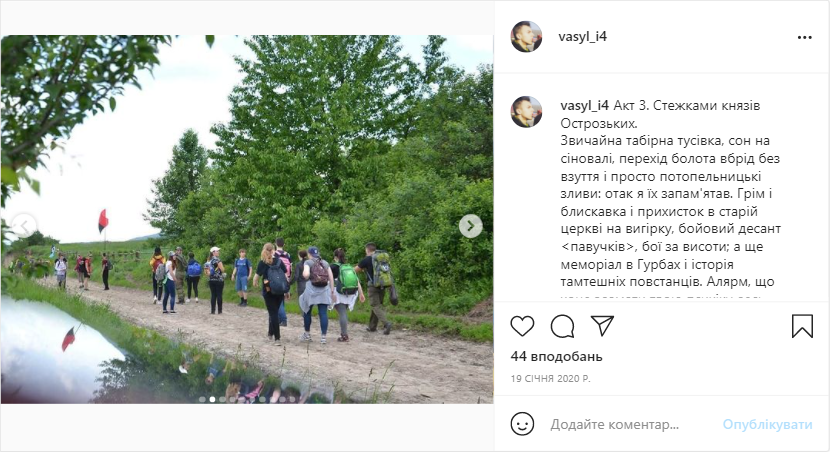 vasyl_i4
vasyl_i4 Акт 3. Стежками князів
Острозьких.
Звичайна табірна тусівка, сон на
сіновалі, перехід болота вбрід без
взуття і просто потопельницькі
зливи: отак я їх запам'ятав. Грім і
блискавка і прихисток в старій
церкві на вигірку, бойовий десант
<павучків>, бої за висоти; а ще
меморіал в Гурбах і історія
тамтешніх повстанців. Алярм, що
44 вподобань
19 СІЧНЯ 2020 Р.
Додайте коментар...
Опублікувати